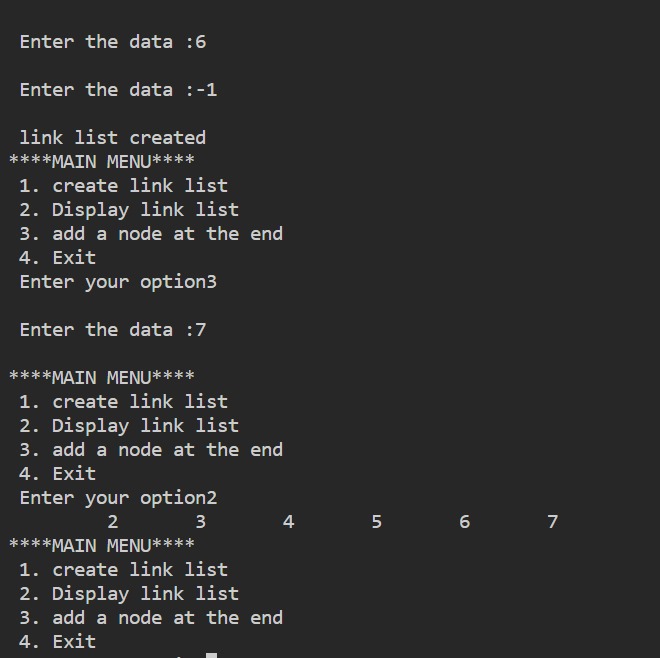 Enter the data :6
Enter the data :-1
link list created
****MAIN MENU****
1. create link list
2. Display link list
3. add a node at the end
4. Exit
Enter your option3
Enter the data :7
****MAIN MENU****
1. create link list
2. Display link list
3. add a node at the end
4. Exit
Enter your option2
2 3 4 5 6 7
****MAIN MENU****
1. create link list
2. Display link list
3. add a node at the end
4. Exit